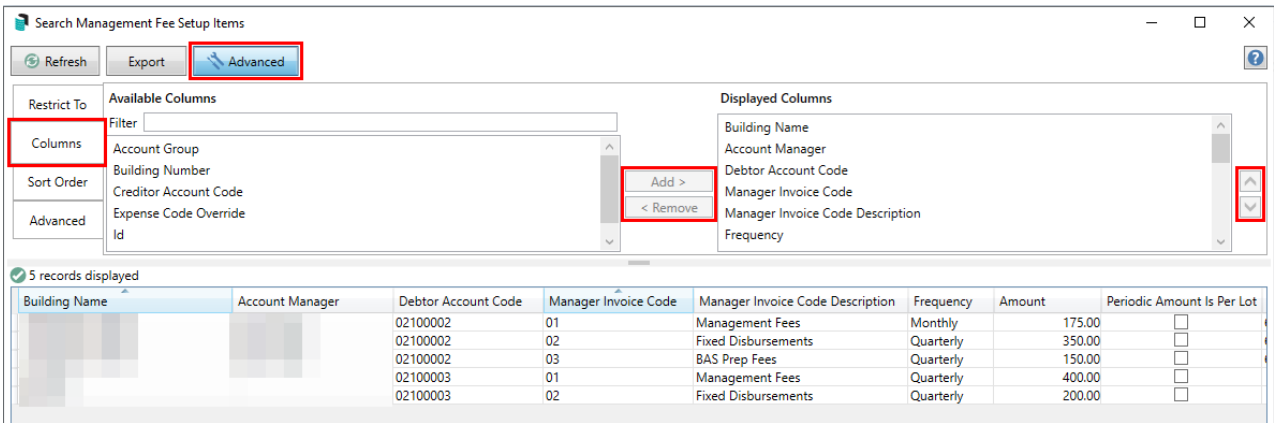 Search Management Fee Setup Items
Refresh Export Advanced
Restrict To
Columns
Sort Order
Advanced
Available Columns
Filter
Account Group
Building Number
Creditor Account Code
Expense Code Override
Id
Add >
< Remove
Displayed Columns
Building Name
Account Manager
Debtor Account Code
Manager Invoice Code
Manager Invoice Code Description
Frequency
5 records displayed
Building Name Account Manager Debtor Account Code Manager Invoice Code Manager Invoice Code Description Frequency Amount Periodic Amount Is Per Lot
02100002 01 Management Fees Monthly 175.00
02100002 02 Fixed Disbursements Quarterly 350.00
02100002 03 BAS Prep Fees Quarterly 150.00
02100003 01 Management Fees Quarterly 400.00
02100003 02 Fixed Disbursements Quarterly 200.00